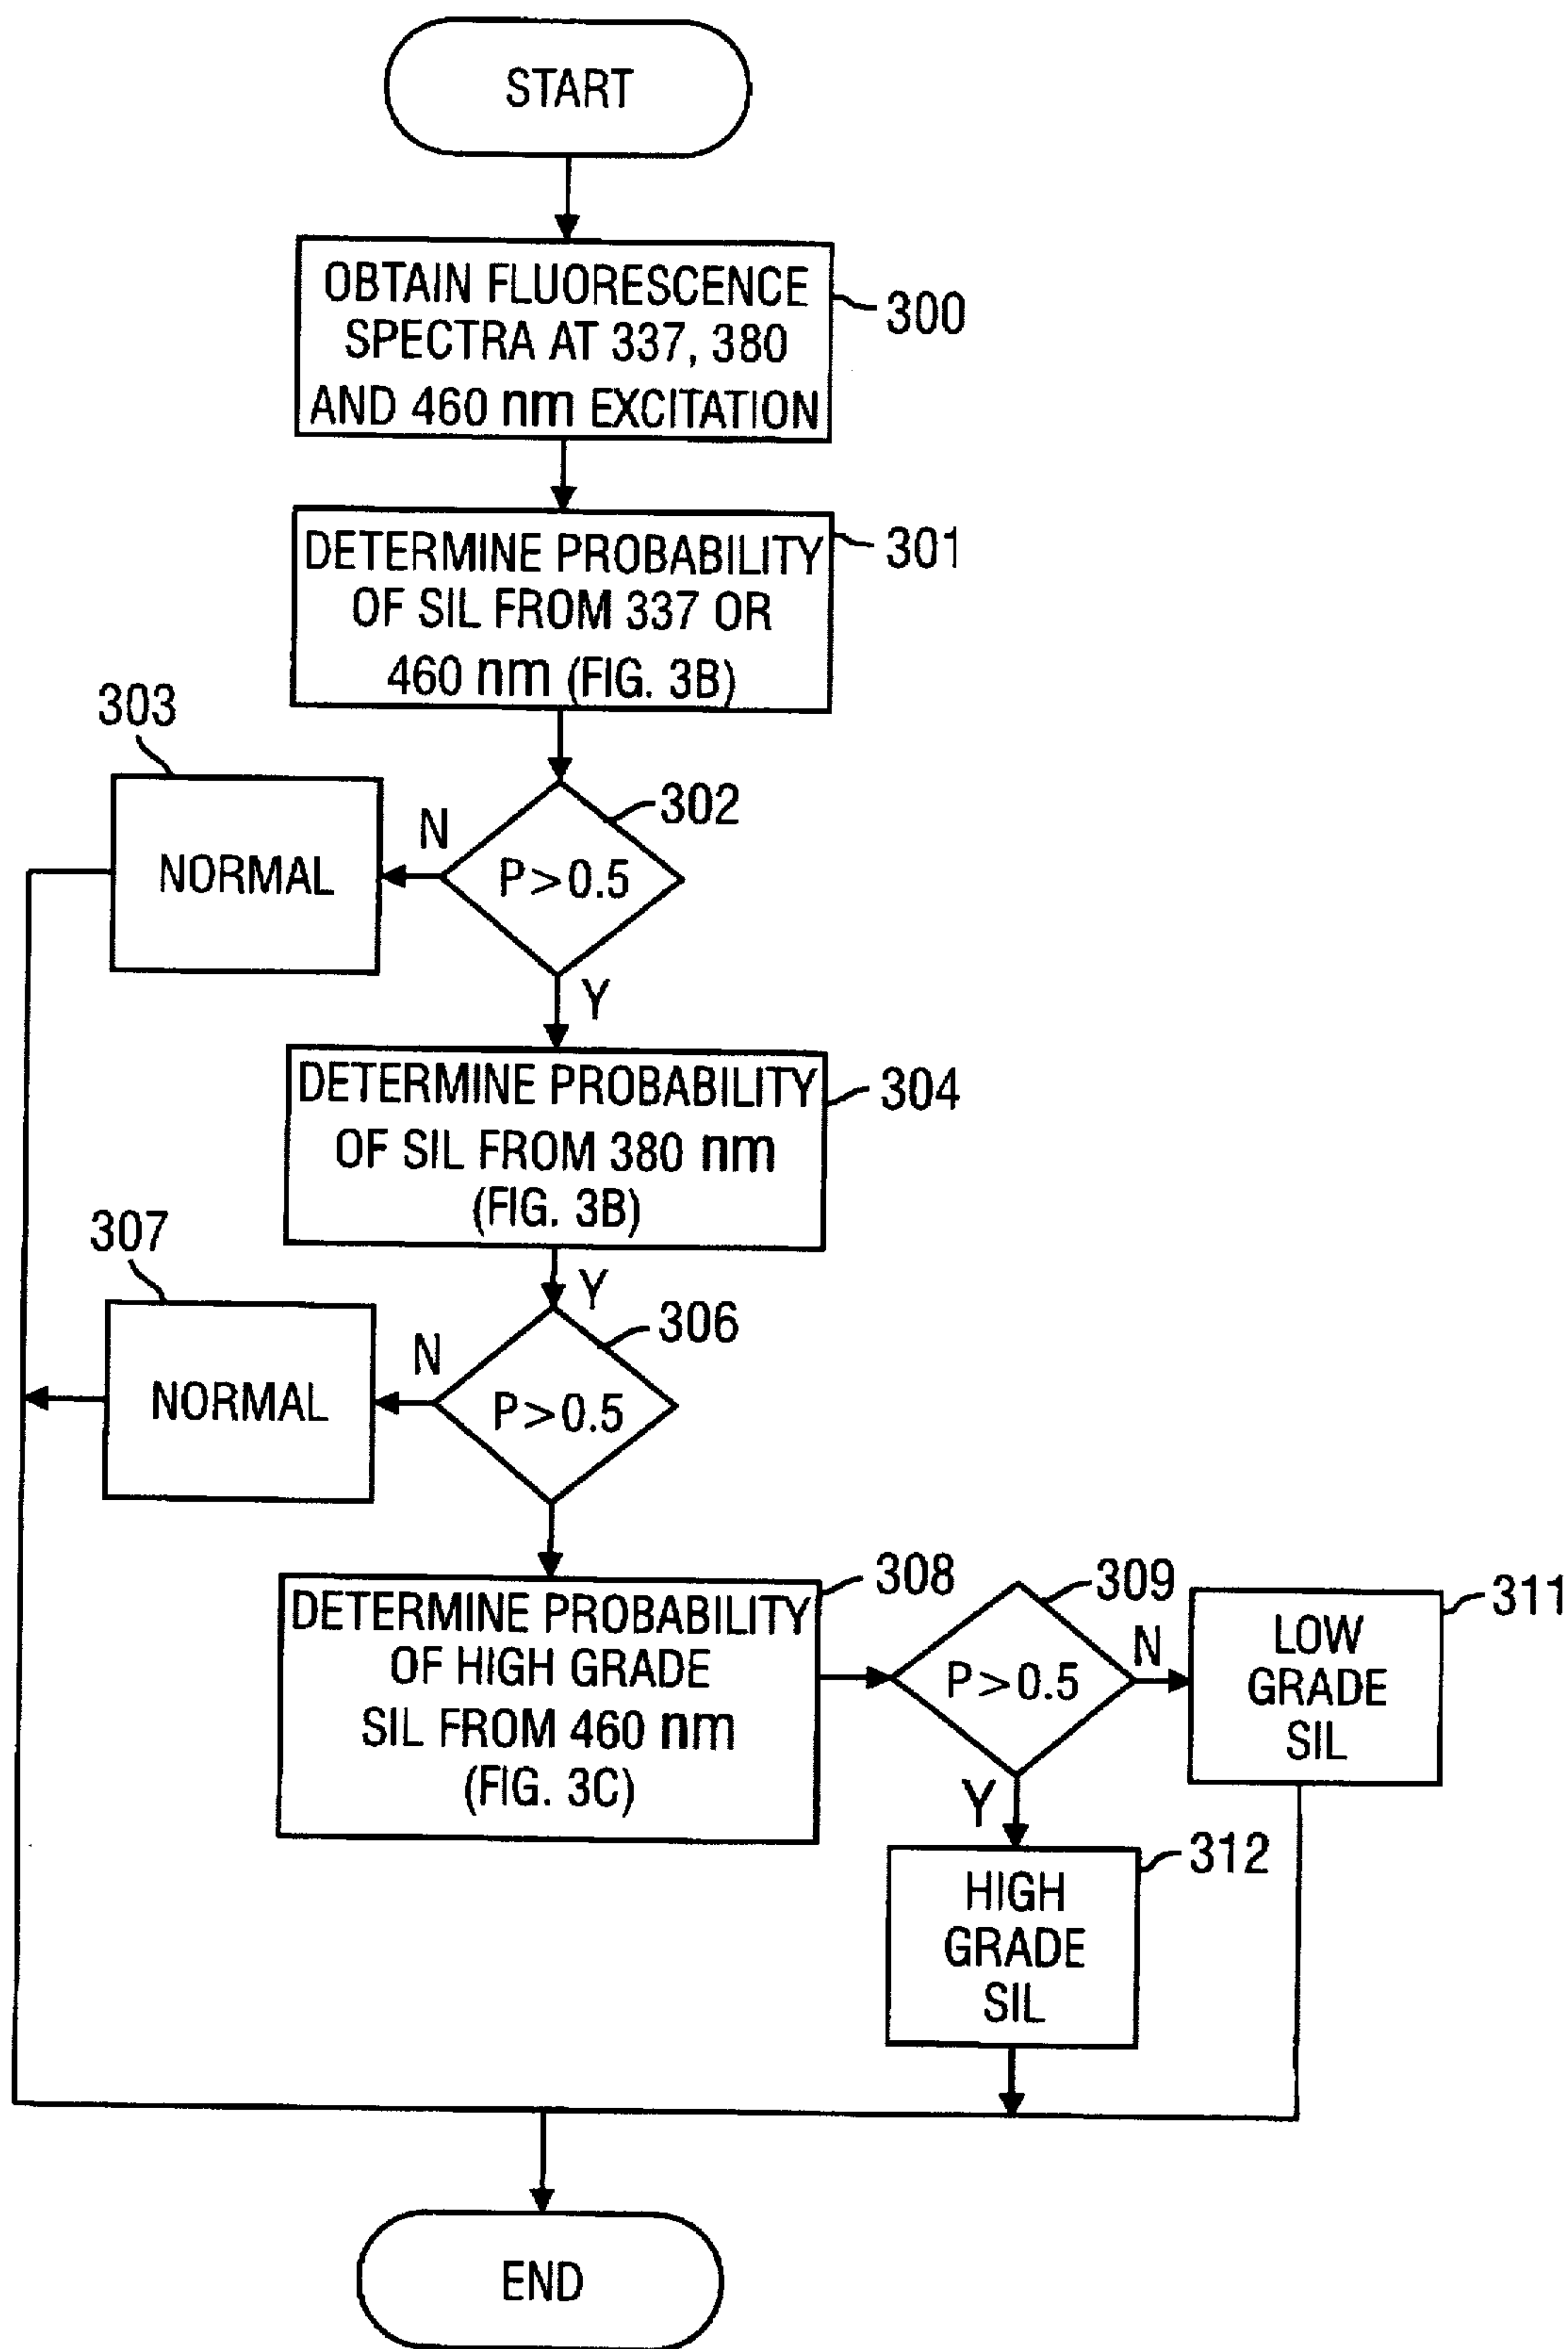 START
OBTAIN FLUORESCENCE
SPECTRA AT 337, 380
AND 460 nm EXCITATION
300
DETERMINE PROBABILITY
OF SIL FROM 337 OR
460 nm (FIG. 3B)
301
303
NORMAL
N
P>0.5
302
Y
DETERMINE PROBABILITY
OF SIL FROM 380 nm
(FIG. 3B)
304
Y
307
NORMAL
N
P>0.5
306
DETERMINE PROBABILITY
OF HIGH GRADE
SIL FROM 460 nm
(FIG. 3C)
308
P>0.5
309
N
LOW
GRADE
SIL
311
Y
HIGH
GRADE
SIL
312
END